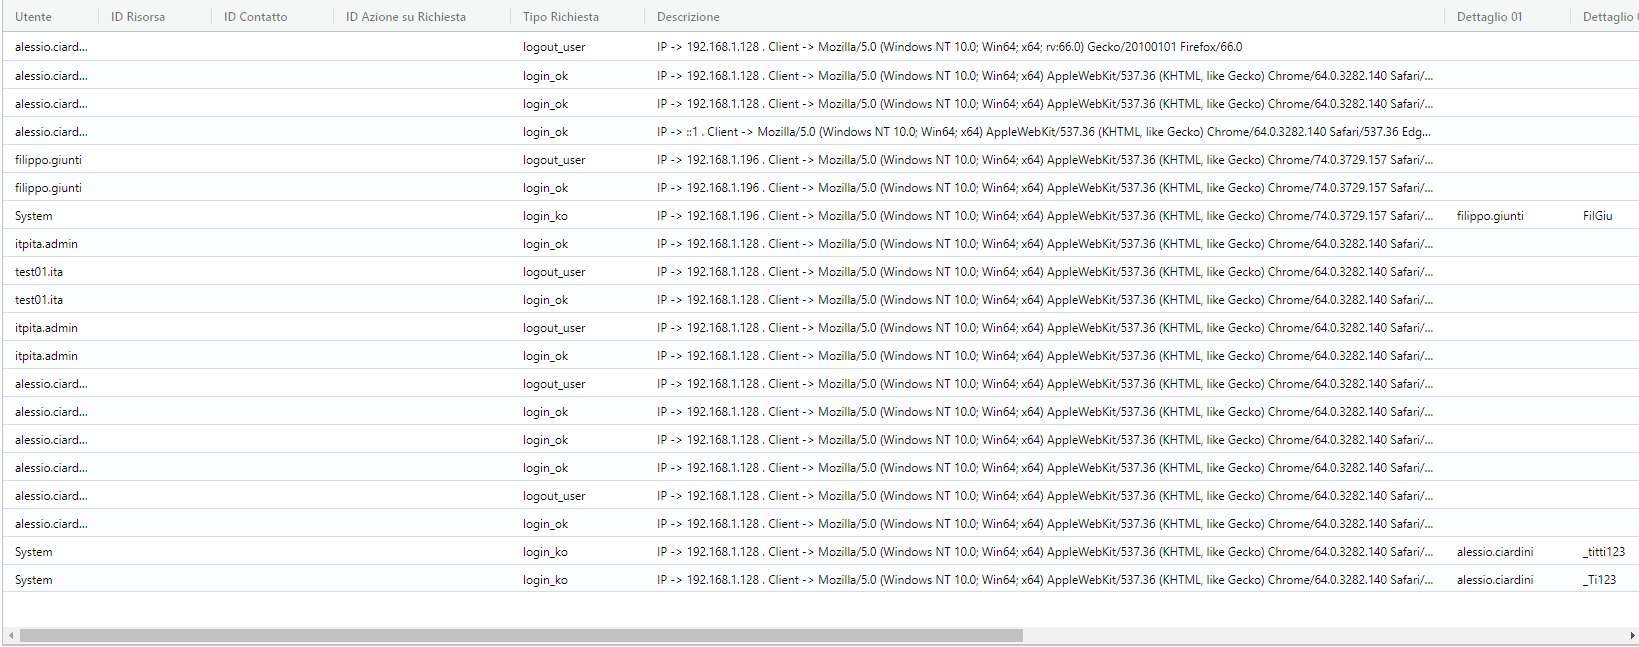 Utente ID Risorsa ID Contatto ID Azione su Richiesta Tipo Richiesta Descrizione Dettaglio 01 Dettaglio
alessio.ciard... logout_user IP -> 192.168.1.128 . Client -> Mozilla/5.0 (Windows NT 10.0; Win64; x64; rv:66.0) Gecko/20100101 Firefox/66.0
alessio.ciard... login_ok IP -> 192.168.1.128 . Client -> Mozilla/5.0 (Windows NT 10.0; Win64; x64) AppleWebKit/537.36 (KHTML, like Gecko) Chrome/64.0.3282.140 Safari/...
alessio.ciard... login_ok IP -> 192.168.1.128 . Client -> Mozilla/5.0 (Windows NT 10.0; Win64; x64) AppleWebKit/537.36 (KHTML, like Gecko) Chrome/64.0.3282.140 Safari/...
alessio.ciard... login_ok IP -> ::1 . Client -> Mozilla/5.0 (Windows NT 10.0; Win64; x64) AppleWebKit/537.36 (KHTML, like Gecko) Chrome/64.0.3282.140 Safari/537.36 Edg...
filippo.giunti logout_user IP -> 192.168.1.196 . Client -> Mozilla/5.0 (Windows NT 10.0; Win64; x64) AppleWebKit/537.36 (KHTML, like Gecko) Chrome/74.0.3729.157 Safari/...
filippo.giunti login_ok IP -> 192.168.1.196 . Client -> Mozilla/5.0 (Windows NT 10.0; Win64; x64) AppleWebKit/537.36 (KHTML, like Gecko) Chrome/74.0.3729.157 Safari/...
System login_ko IP -> 192.168.1.196 . Client -> Mozilla/5.0 (Windows NT 10.0; Win64; x64) AppleWebKit/537.36 (KHTML, like Gecko) Chrome/74.0.3729.157 Safari/... filippo.giunti FilGiu
itpita.admin login_ok IP -> 192.168.1.128 . Client -> Mozilla/5.0 (Windows NT 10.0; Win64; x64) AppleWebKit/537.36 (KHTML, like Gecko) Chrome/64.0.3282.140 Safari/...
test01.ita logout_user IP -> 192.168.1.128 . Client -> Mozilla/5.0 (Windows NT 10.0; Win64; x64) AppleWebKit/537.36 (KHTML, like Gecko) Chrome/64.0.3282.140 Safari/...
test01.ita login_ok IP -> 192.168.1.128 . Client -> Mozilla/5.0 (Windows NT 10.0; Win64; x64) AppleWebKit/537.36 (KHTML, like Gecko) Chrome/64.0.3282.140 Safari/...
itpita.admin logout_user IP -> 192.168.1.128 . Client -> Mozilla/5.0 (Windows NT 10.0; Win64; x64) AppleWebKit/537.36 (KHTML, like Gecko) Chrome/64.0.3282.140 Safari/...
itpita.admin login_ok IP -> 192.168.1.128 . Client -> Mozilla/5.0 (Windows NT 10.0; Win64; x64) AppleWebKit/537.36 (KHTML, like Gecko) Chrome/64.0.3282.140 Safari/...
alessio.ciard... logout_user IP -> 192.168.1.128 . Client -> Mozilla/5.0 (Windows NT 10.0; Win64; x64) AppleWebKit/537.36 (KHTML, like Gecko) Chrome/64.0.3282.140 Safari/...
alessio.ciard... login_ok IP -> 192.168.1.128 . Client -> Mozilla/5.0 (Windows NT 10.0; Win64; x64) AppleWebKit/537.36 (KHTML, like Gecko) Chrome/64.0.3282.140 Safari/...
alessio.ciard... login_ok IP -> 192.168.1.128 . Client -> Mozilla/5.0 (Windows NT 10.0; Win64; x64) AppleWebKit/537.36 (KHTML, like Gecko) Chrome/64.0.3282.140 Safari/...
alessio.ciard... login_ok IP -> 192.168.1.128 . Client -> Mozilla/5.0 (Windows NT 10.0; Win64; x64) AppleWebKit/537.36 (KHTML, like Gecko) Chrome/64.0.3282.140 Safari/...
alessio.ciard... logout_user IP -> 192.168.1.128 . Client -> Mozilla/5.0 (Windows NT 10.0; Win64; x64) AppleWebKit/537.36 (KHTML, like Gecko) Chrome/64.0.3282.140 Safari/...
alessio.ciard... login_ok IP -> 192.168.1.128 . Client -> Mozilla/5.0 (Windows NT 10.0; Win64; x64) AppleWebKit/537.36 (KHTML, like Gecko) Chrome/64.0.3282.140 Safari/...
System login_ko IP -> 192.168.1.128 . Client -> Mozilla/5.0 (Windows NT 10.0; Win64; x64) AppleWebKit/537.36 (KHTML, like Gecko) Chrome/64.0.3282.140 Safari/... alessio.ciardini _titti123
System login_ko IP -> 192.168.1.128 . Client -> Mozilla/5.0 (Windows NT 10.0; Win64; x64) AppleWebKit/537.36 (KHTML, like Gecko) Chrome/64.0.3282.140 Safari/... alessio.ciardini _Ti123